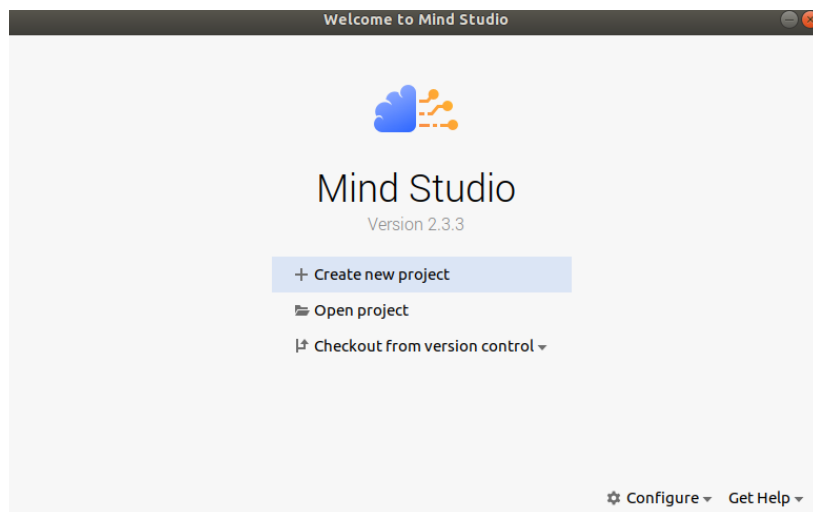 Welcome to Mind Studio
Mind Studio
Version 2.3.3
Create new project
Open project
Checkout from version control
Configure Get Help